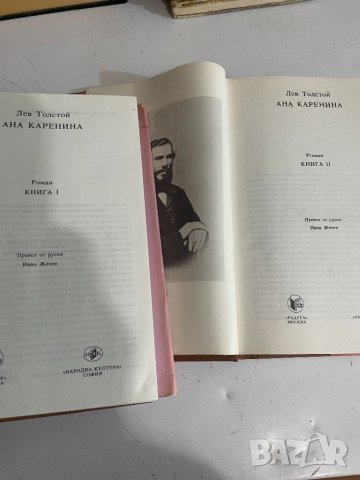 Лев Толстой
АНА КАРЕНИНА
Роман
КНИГА I
Превел от руски
Иван Жечев
«НАРОДНА КУЛТУРА»
СОФИЯ
Лев Толстой
АНА КАРЕНИНА
Роман
КНИГА II
Превел от руски
Иван Жечев
«РАДУГА»
МОСКВА
BAZAR